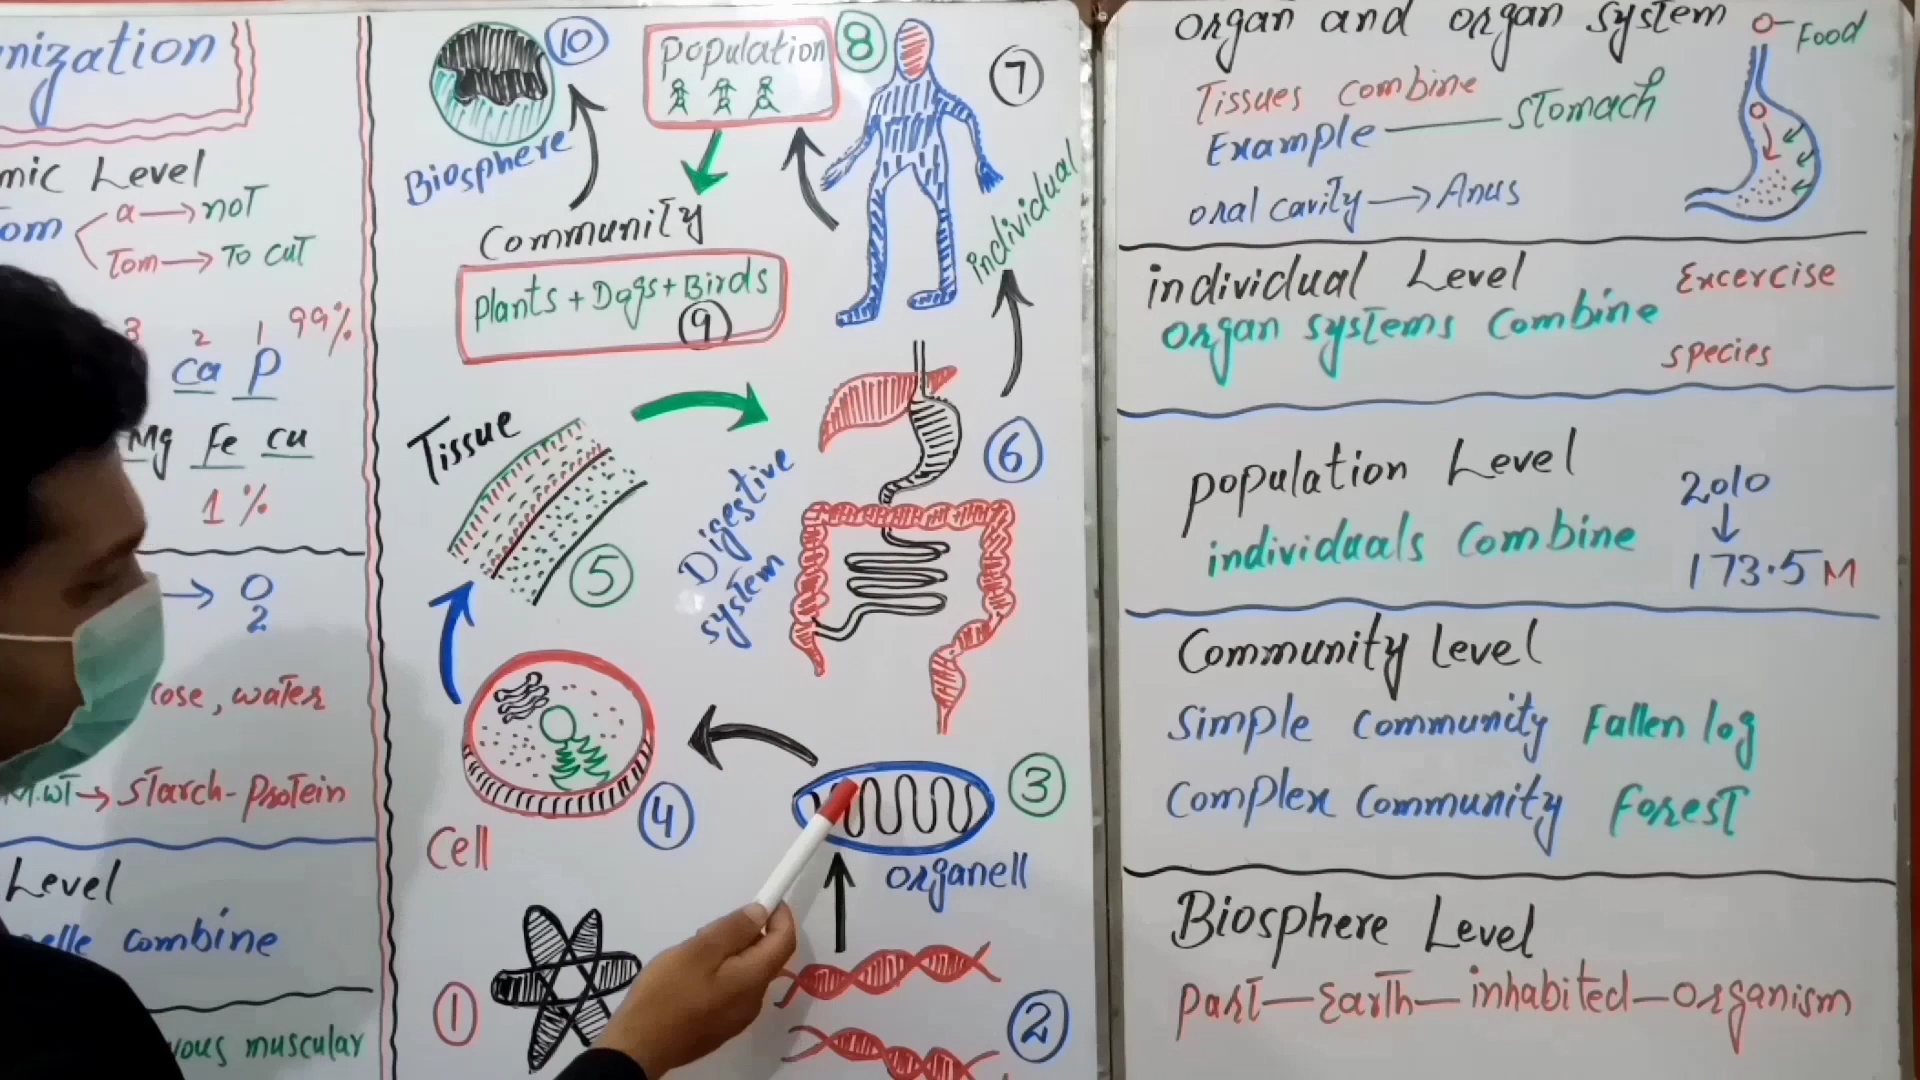 nization
mic Level
om
a → not
Tom → To cut
3 2 1 99%
Ca P
Mg Fe cu
1 %
→ O
2
cose, water
M.wT → starch-Protein
Level
elle combine
vous muscular
10
Biosphere
Population
8
7
individual
Community
Plants + Dogs + Birds
9
Tissue
5
Digestive
system
6
Cell
4
3
organell
1
2
organ and organ system
Food
Tissues combine
Example — stomach
oral cavity → Anus
individual Level
Excercise
organ systems combine
species
population Level
2010
individuals combine
173.5 M
Community Level
Simple community Fallen log
Complex community Forest
Biosphere Level
Part — Earth — inhabited — organism